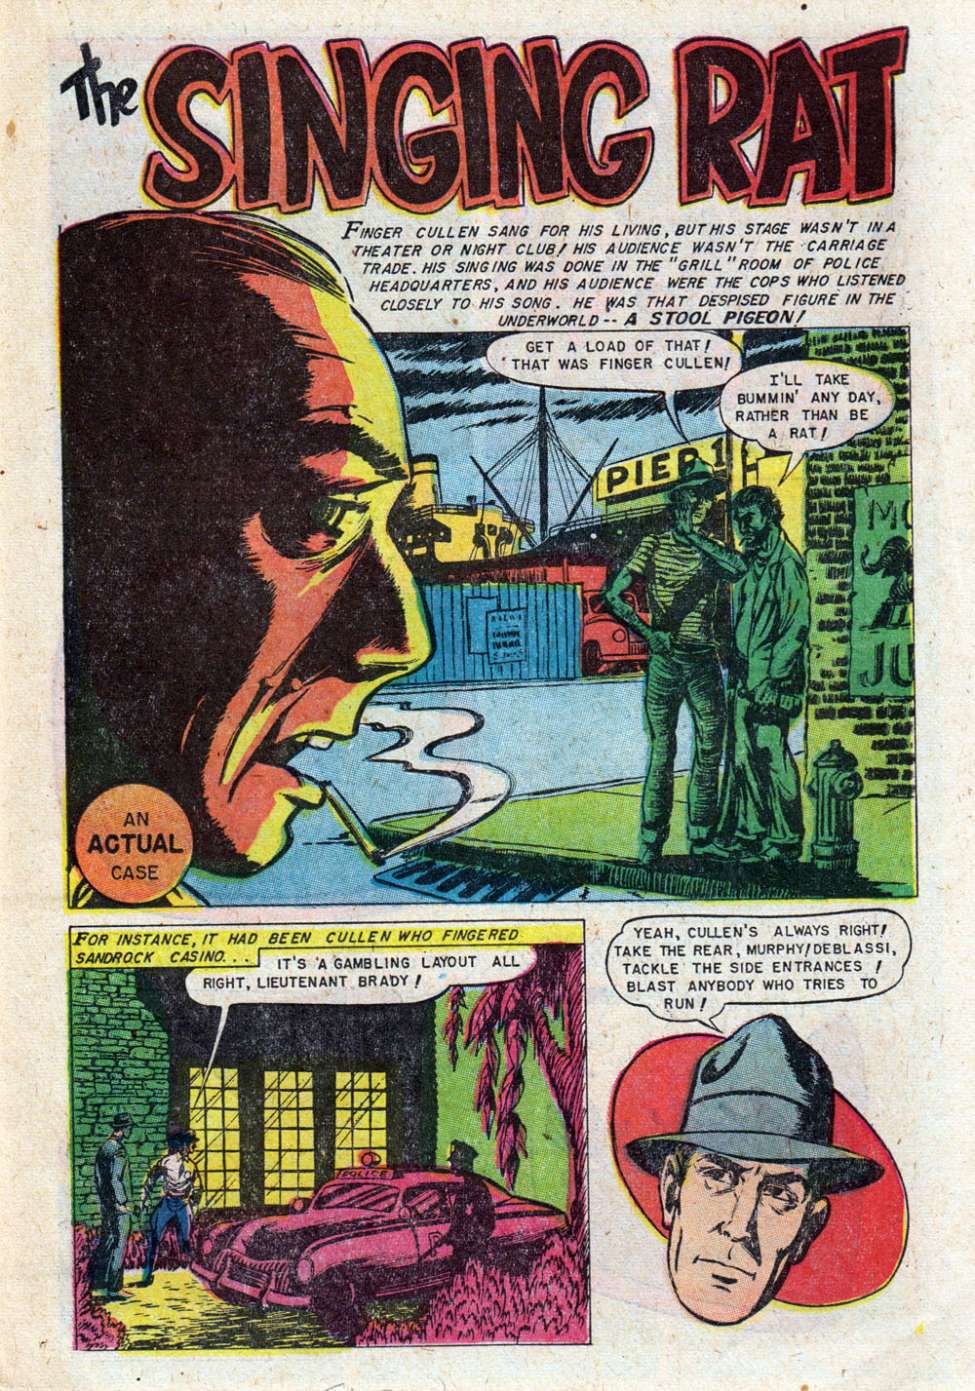 The SINGING RAT
FINGER CULLEN SANG FOR HIS LIVING, BUT HIS STAGE WASN'T IN A
THEATER OR NIGHT CLUB! HIS AUDIENCE WASN'T THE CARRIAGE
TRADE. HIS SINGING WAS DONE IN THE "GRILL" ROOM OF POLICE
HEADQUARTERS, AND HIS AUDIENCE WERE THE COPS WHO LISTENED
CLOSELY TO HIS SONG. HE WAS THAT DESPISED FIGURE IN THE
UNDERWORLD-- A STOOL PIGEON!
GET A LOAD OF THAT!
THAT WAS FINGER CULLEN!
I'LL TAKE
BUMMIN' ANY DAY,
RATHER THAN BE
A RAT!
PIER 1
MO
JU
AN
ACTUAL
CASE
FOR INSTANCE, IT HAD BEEN CULLEN WHO FINGERED
SANDROCK CASINO...
IT'S A GAMBLING LAYOUT ALL
RIGHT, LIEUTENANT BRADY!
POLICE
YEAH, CULLEN'S ALWAYS RIGHT!
TAKE THE REAR, MURPHY! DEBLASSI,
TACKLE THE SIDE ENTRANCES!
BLAST ANYBODY WHO TRIES TO
RUN!